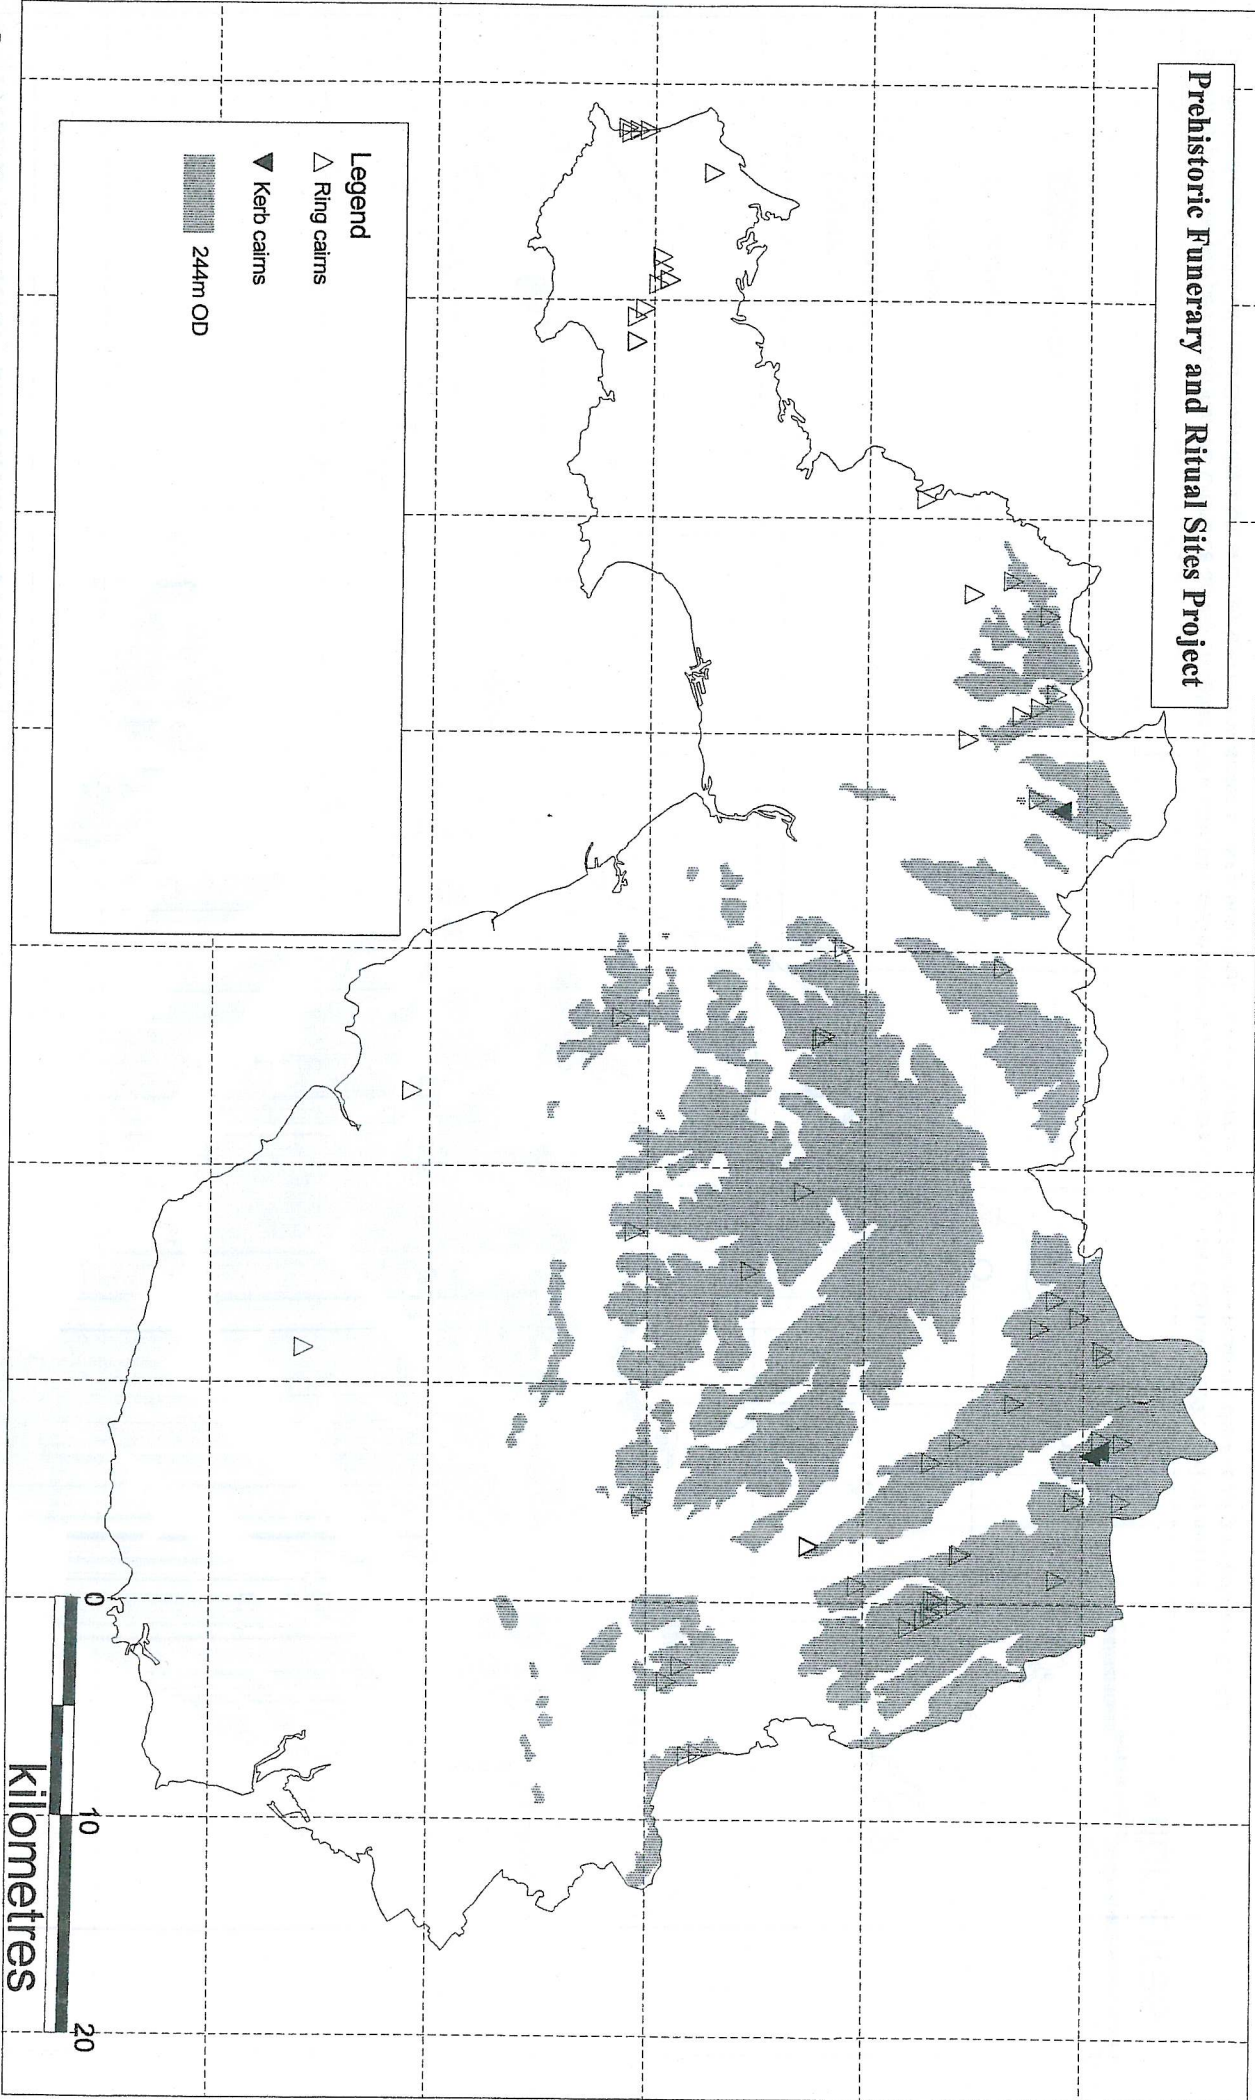 Prehistoric Funerary and Ritual Sites Project
Legend
Ring cairns
Kerb cairns
244m OD
0
10
20
kilometres